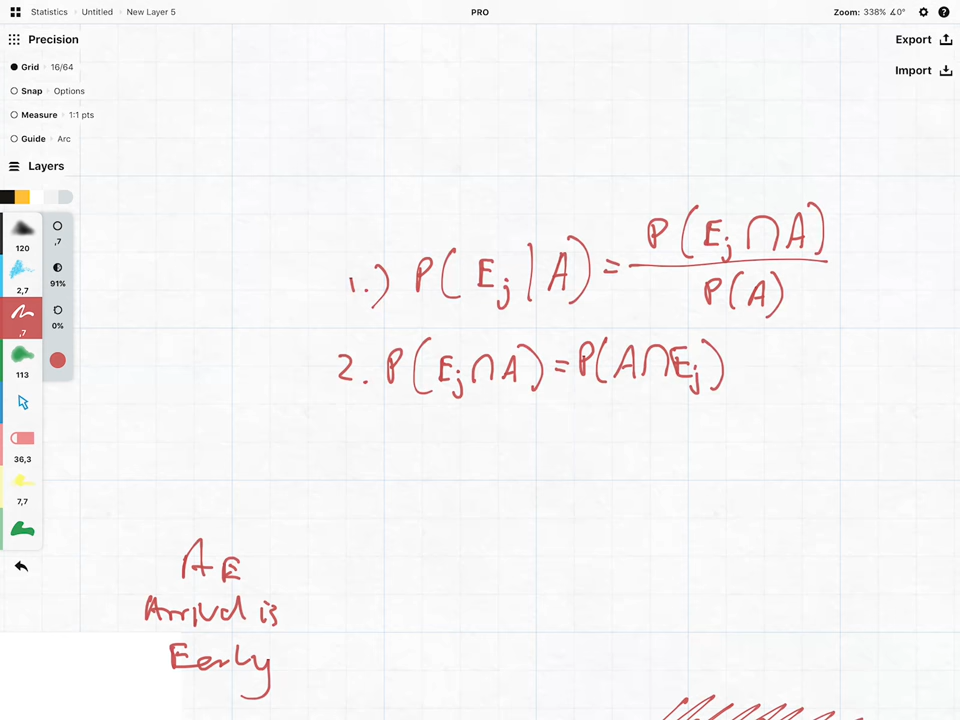 Statistics › Untitled › New Layer 5
PRO
Zoom: 338% ∡0°
Precision
Export
Grid › 16/64
Import
Snap › Options
Measure › 1:1 pts
Guide › Arc
Layers
120
,7
2,7
91%
,7
0%
113
36,3
7,7
1.) P(Ej | A) = P(Ej ∩ A) / P(A)
2. P(Ej ∩ A) = P(A ∩ Ej)
A E
Arrival is
Early